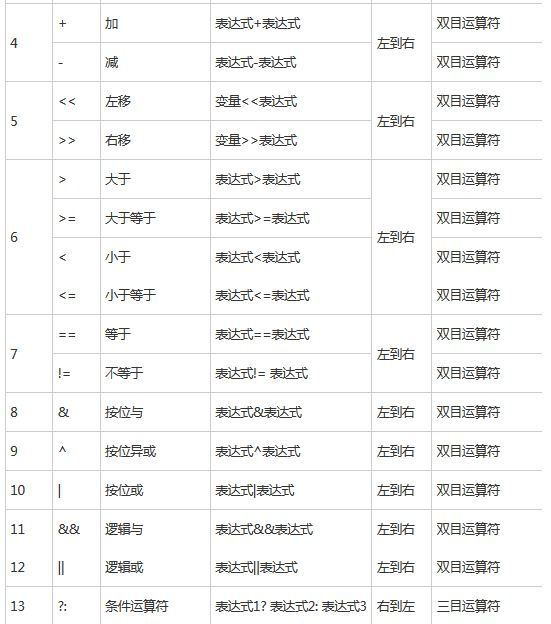 4 + 加 表达式+表达式 左到右 双目运算符
- 减 表达式-表达式 双目运算符
5 << 左移 变量<<表达式 左到右 双目运算符
>> 右移 变量>>表达式 双目运算符
6 > 大于 表达式>表达式 左到右 双目运算符
>= 大于等于 表达式>=表达式 双目运算符
< 小于 表达式<表达式 双目运算符
<= 小于等于 表达式<=表达式 双目运算符
7 == 等于 表达式==表达式 左到右 双目运算符
!= 不等于 表达式!= 表达式 双目运算符
8 & 按位与 表达式&表达式 左到右 双目运算符
9 ^ 按位异或 表达式^表达式 左到右 双目运算符
10 | 按位或 表达式|表达式 左到右 双目运算符
11 && 逻辑与 表达式&&表达式 左到右 双目运算符
12 || 逻辑或 表达式||表达式 左到右 双目运算符
13 ?: 条件运算符 表达式1? 表达式2: 表达式3 右到左 三目运算符